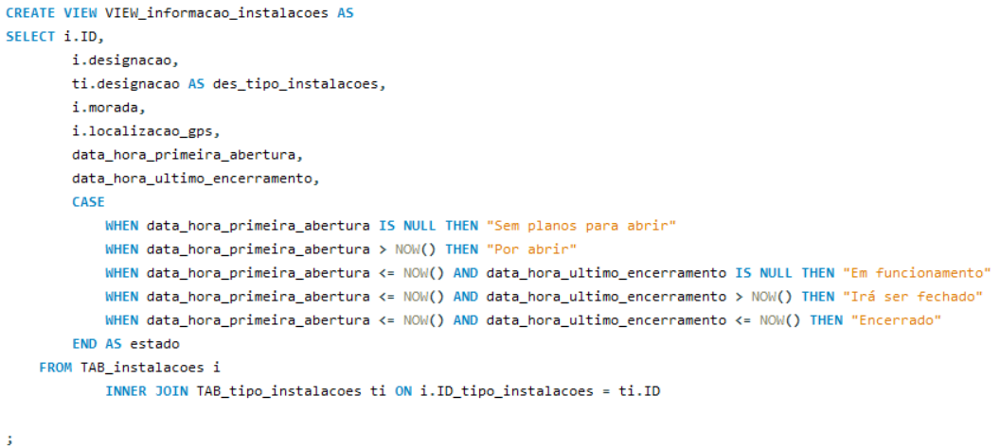 CREATE VIEW VIEW_informacao_instalacoes AS
SELECT i.ID,
i.designacao,
ti.designacao AS des_tipo_instalacoes,
i.morada,
i.localizacao_gps,
data_hora_primeira_abertura,
data_hora_ultimo_encerramento,
CASE
WHEN data_hora_primeira_abertura IS NULL THEN "Sem planos para abrir"
WHEN data_hora_primeira_abertura > NOW() THEN "Por abrir"
WHEN data_hora_primeira_abertura <= NOW() AND data_hora_ultimo_encerramento IS NULL THEN "Em funcionamento"
WHEN data_hora_primeira_abertura <= NOW() AND data_hora_ultimo_encerramento > NOW() THEN "Irá ser fechado"
WHEN data_hora_primeira_abertura <= NOW() AND data_hora_ultimo_encerramento <= NOW() THEN "Encerrado"
END AS estado
FROM TAB_instalacoes i
INNER JOIN TAB_tipo_instalacoes ti ON i.ID_tipo_instalacoes = ti.ID
;